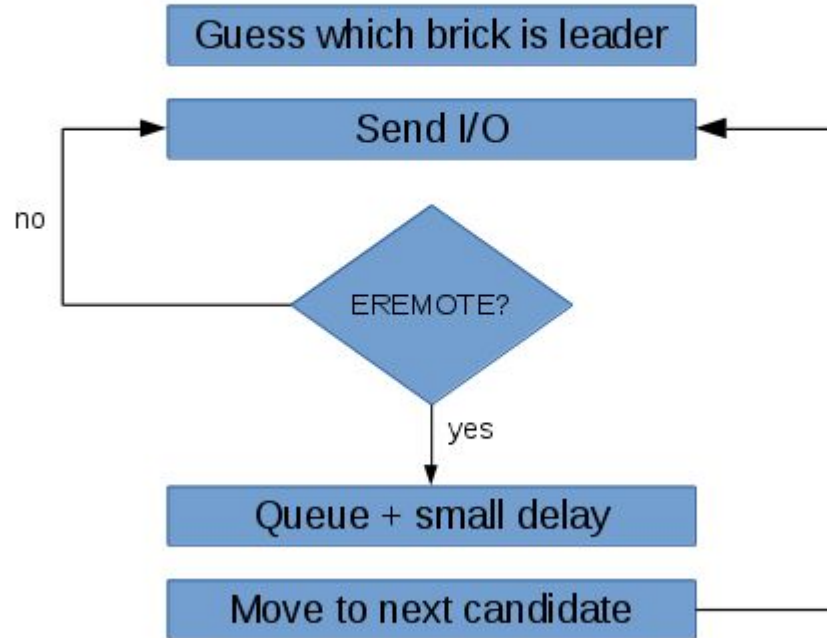 Guess which brick is leader
Send I/O
no
EREMOTE?
yes
Queue + small delay
Move to next candidate